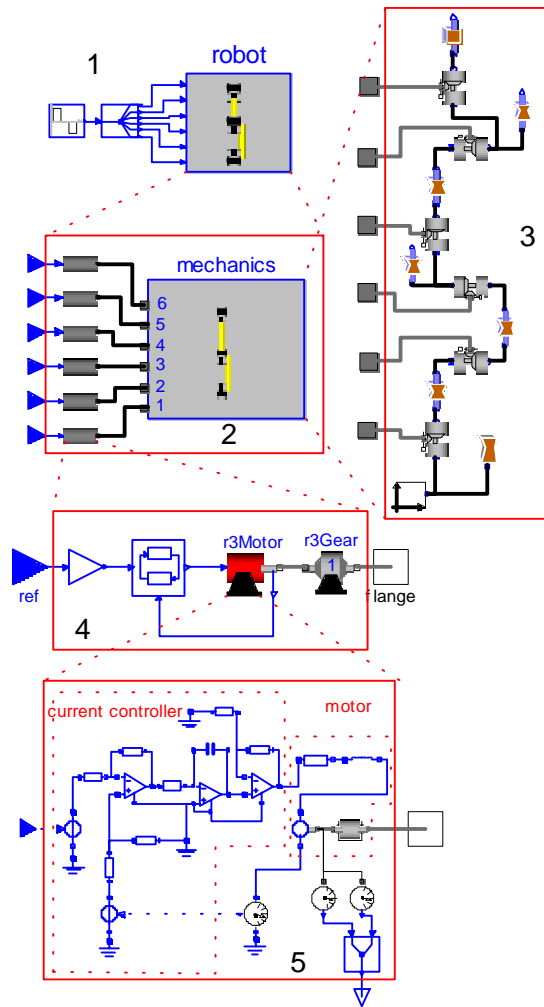 1
robot
3
mechanics
6
5
4
3
2
1
2
r3Motor
r3Gear
1
ref
flange
4
current controller
motor
5